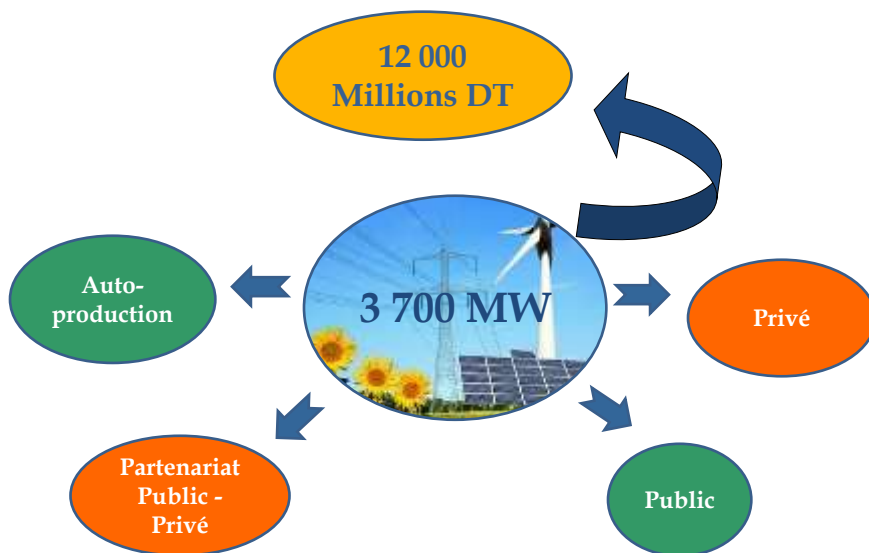 12 000
Millions DT
Auto-
production
3 700 MW
Privé
Partenariat
Public -
Privé
Public